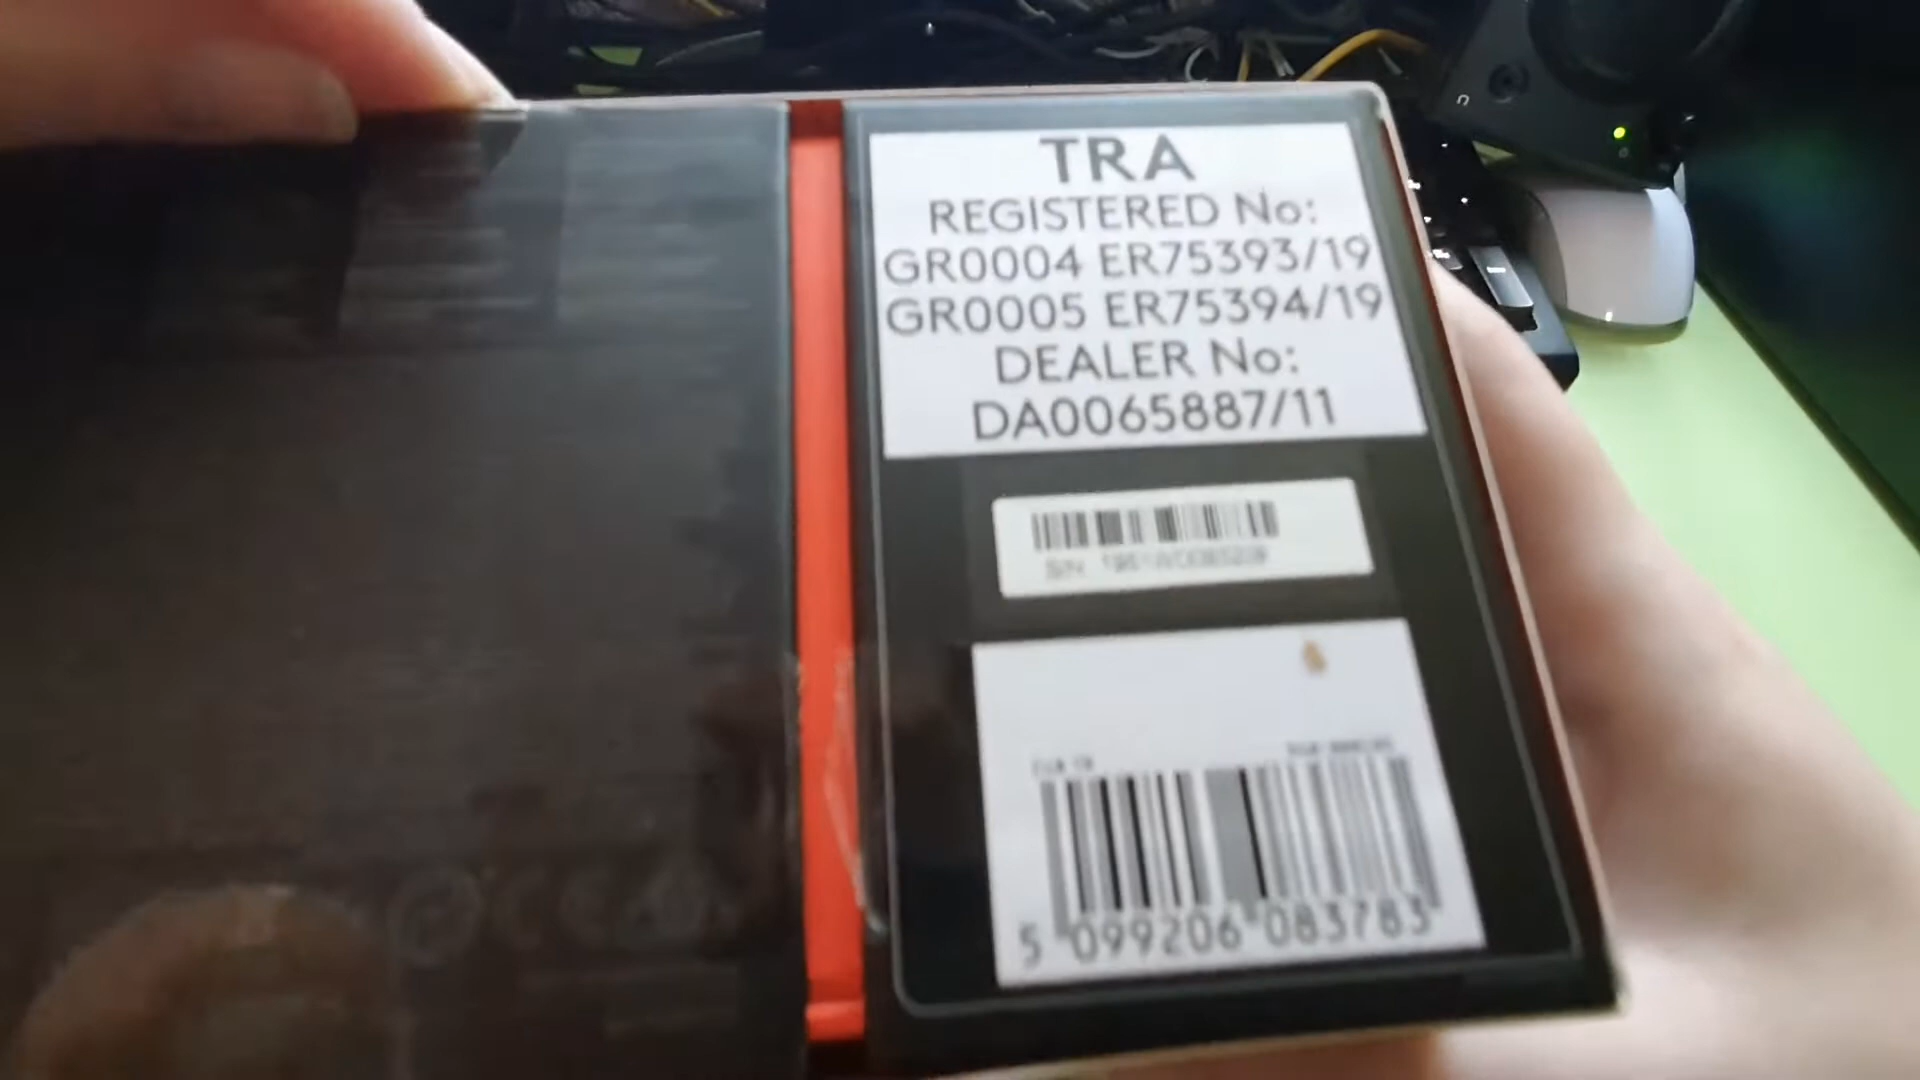 TRA
REGISTERED No:
GR0004 ER75393/19
GR0005 ER75394/19
DEALER No:
DA0065887/11
S/N
5 099206 083783